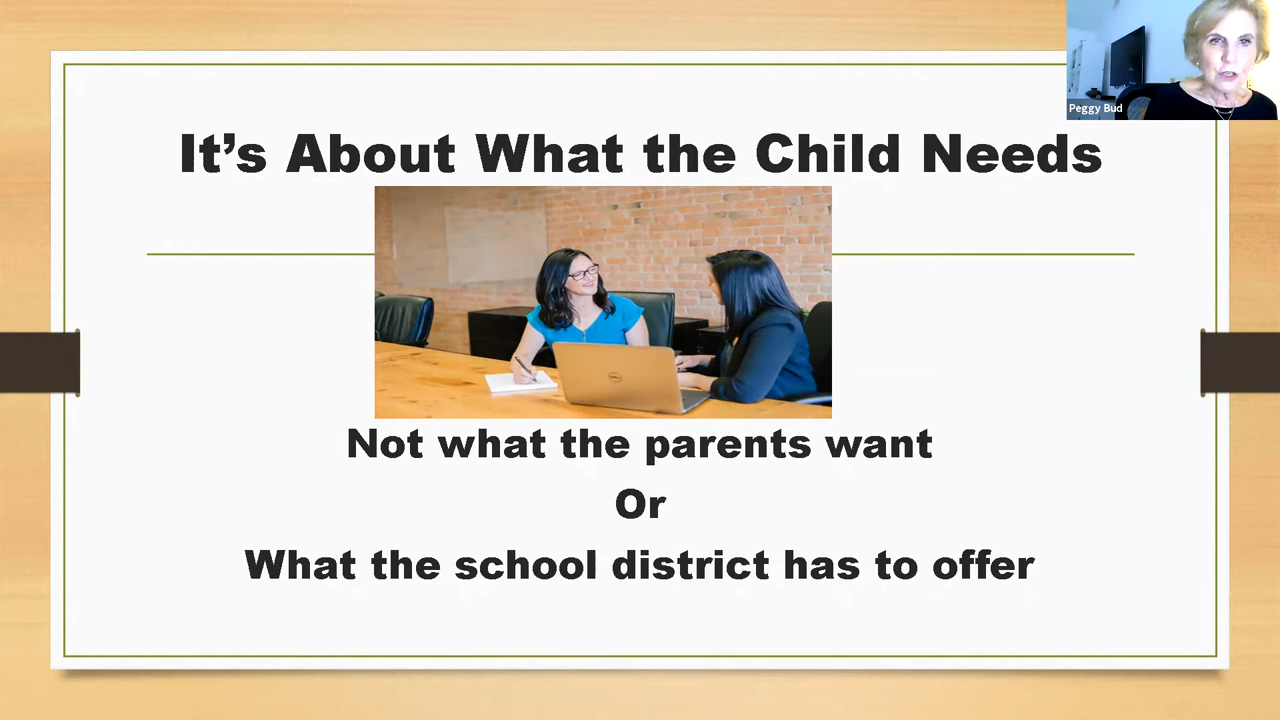 Peggy Bud
It’s About What the Child Needs
Not what the parents want
Or
What the school district has to offer